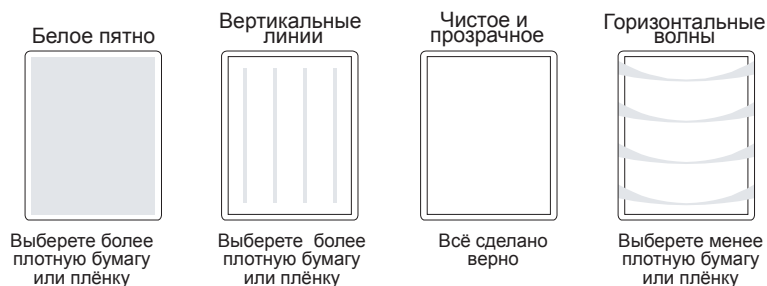 Белое пятно
Вертикальные
линии
Чистое и
прозрачное
Горизонтальные
волны
Выберете более
плотную бумагу
или плёнку
Выберете  более
плотную бумагу
или плёнку
Всё сделано
верно
Выберете менее
плотную бумагу
или плёнку